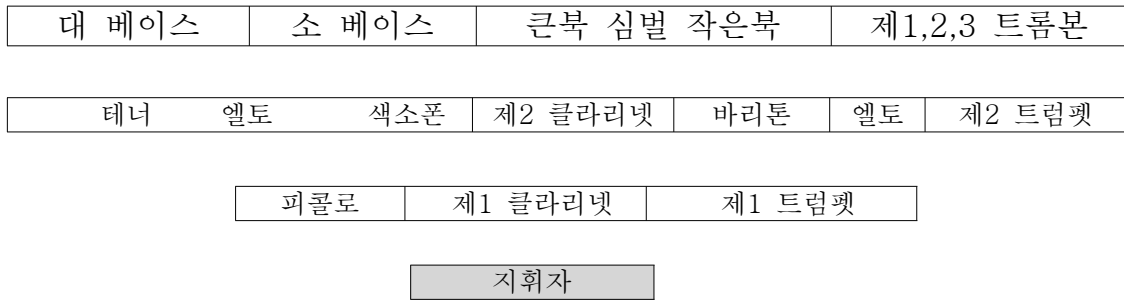 대 베이스 소 베이스 큰북 심벌 작은북 제1,2,3 트롬본
테너 엘토 색소폰 제2 클라리넷 바리톤 엘토 제2 트럼펫
피콜로 제1 클라리넷 제1 트럼펫
지휘자